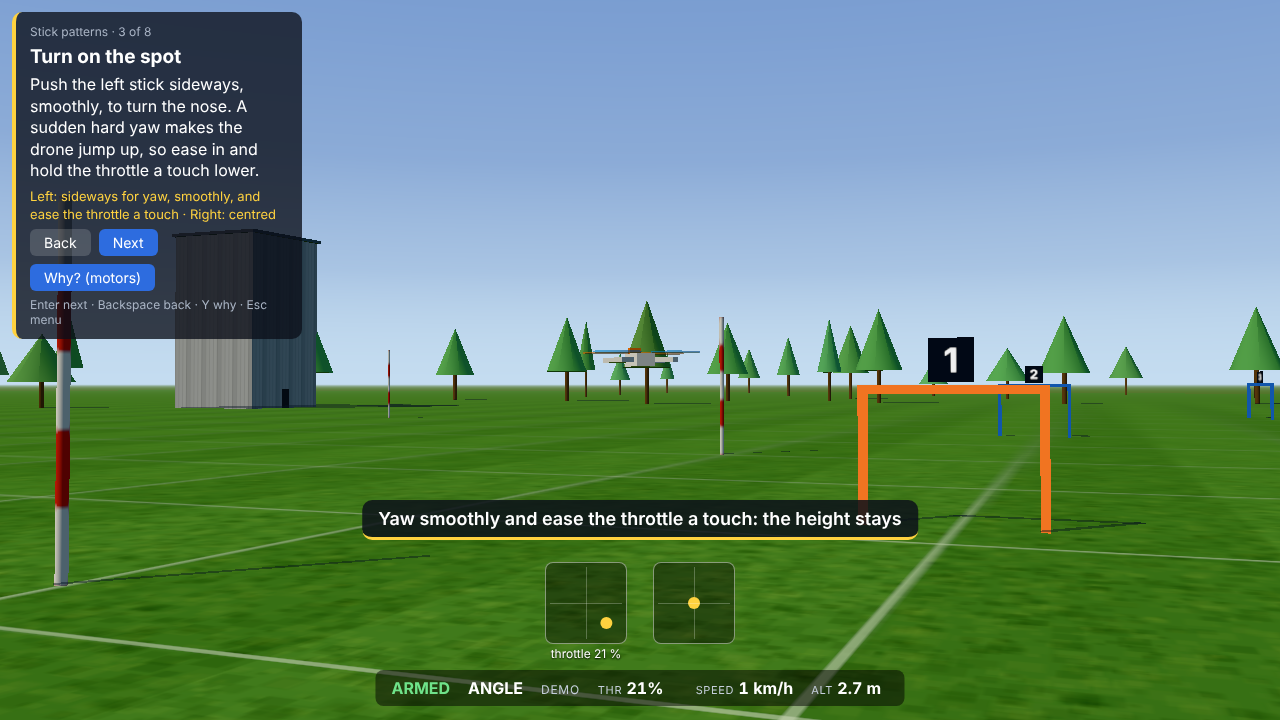 Stick patterns · 3 of 8
Turn on the spot
Push the left stick sideways,
smoothly, to turn the nose. A
sudden hard yaw makes the
drone jump up, so ease in and
hold the throttle a touch lower.
Left: sideways for yaw, smoothly, and
ease the throttle a touch · Right: centred
Back
Next
Why? (motors)
Enter next · Backspace back · Y why · Esc
menu
1
2
Yaw smoothly and ease the throttle a touch: the height stays
throttle 21 %
ARMED ANGLE DEMO THR 21% SPEED 1 km/h ALT 2.7 m